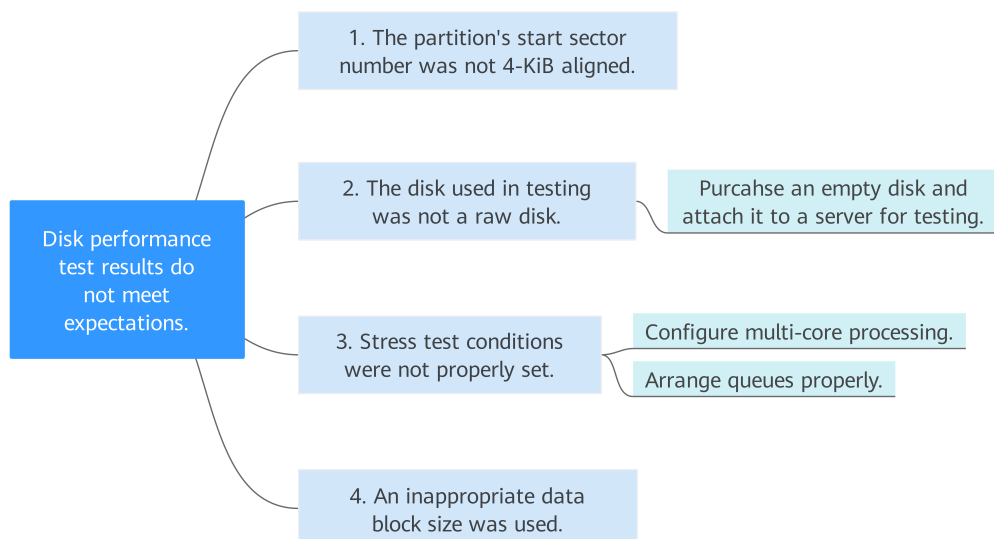 Disk performance
test results do
not meet
expectations.
1. The partition's start sector
number was not 4-KiB aligned.
2. The disk used in testing
was not a raw disk.
Purcahse an empty disk and
attach it to a server for testing.
3. Stress test conditions
were not properly set.
Configure multi-core processing.
Arrange queues properly.
4. An inappropriate data
block size was used.